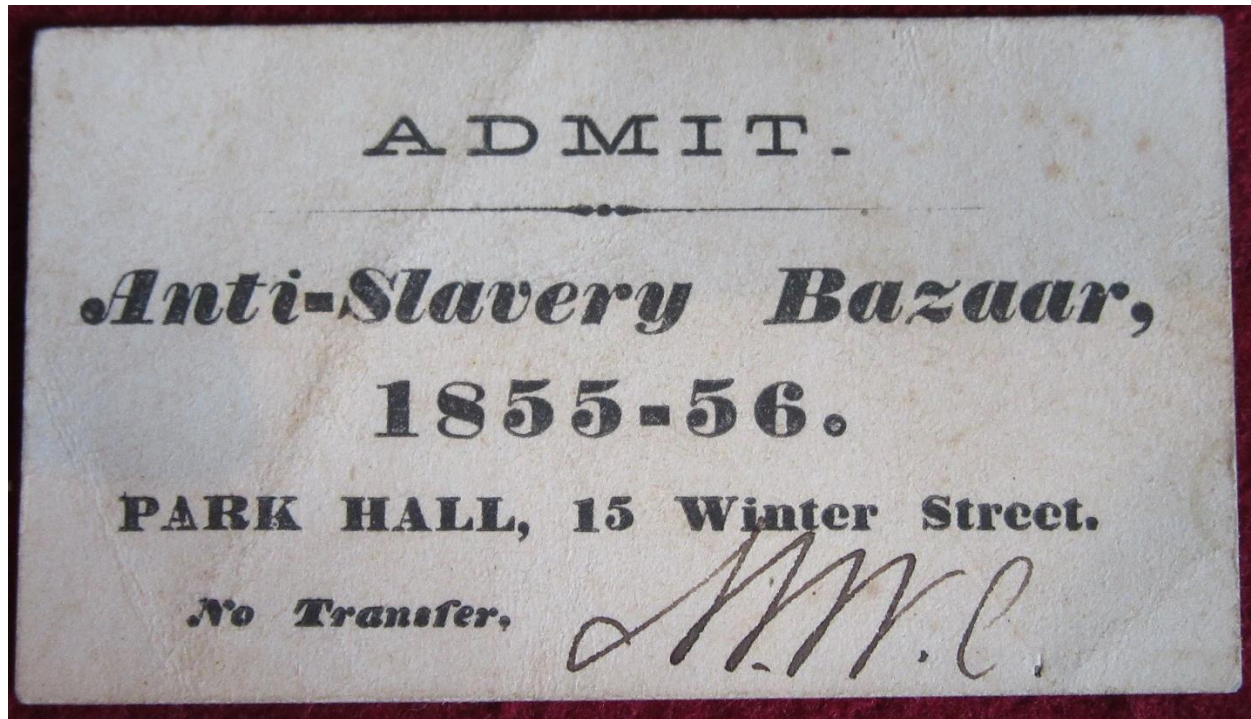 ADMIT.
Anti-Slavery Bazaar,
1855-56.
PARK HALL, 15 Winter Street.
No Transfer.
M.W.C.